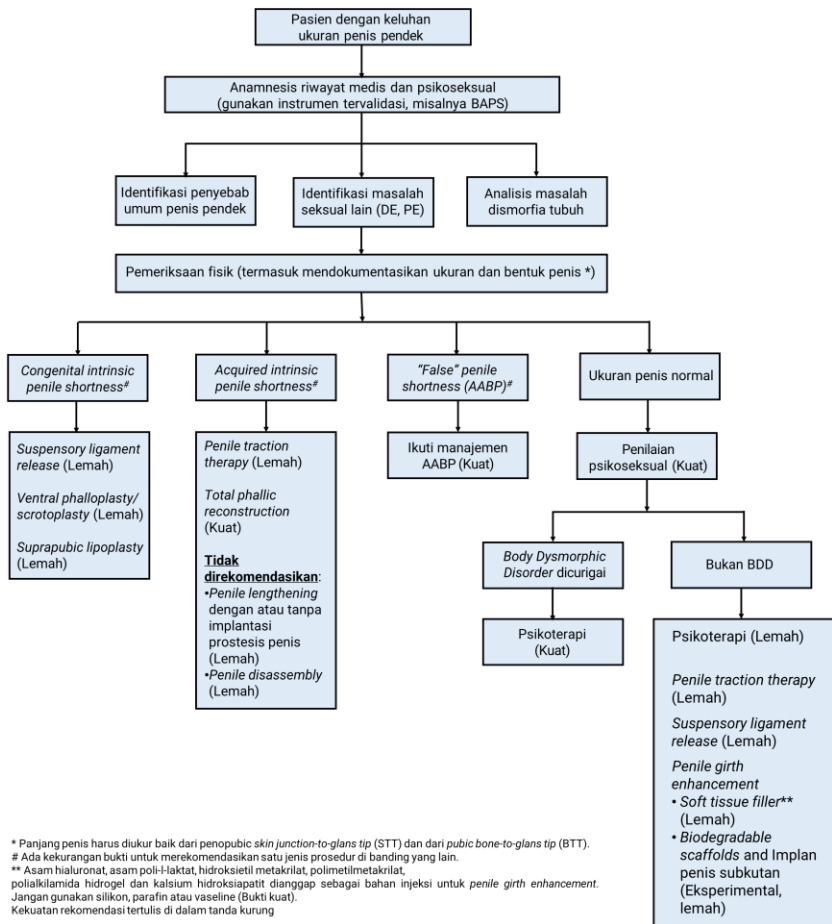 Pasien dengan keluhan
ukuran penis pendek
Anamnesis riwayat medis dan psikoseksual
(gunakan instrumen tervalidasi, misalnya BAPS)
Identifikasi penyebab
umum penis pendek
Identifikasi masalah
seksual lain (DE, PE)
Analisis masalah
dismorfia tubuh
Pemeriksaan fisik (termasuk mendokumentasikan ukuran dan bentuk penis *)
Congenital intrinsic
penile shortness#
Suspensory ligament
release (Lemah)
Ventral phalloplasty/
scrotoplasty (Lemah)
Suprapubic lipoplasty
(Lemah)
Acquired intrinsic
penile shortness#
Penile traction
therapy (Lemah)
Total phallic
reconstruction
(Kuat)
Tidak
direkomendasikan:
•Penile lengthening
dengan atau tanpa
implantasi
prostesis penis
(Lemah)
•Penile disassembly
(Lemah)
“False” penile
shortness (AABP)#
Ikuti manajemen
AABP (Kuat)
Ukuran penis normal
Penilaian
psikoseksual (Kuat)
Body Dysmorphic
Disorder dicurigai
Psikoterapi
(Kuat)
Bukan BDD
Psikoterapi (Lemah)
Penile traction therapy
(Lemah)
Suspensory ligament
release (Lemah)
Penile girth
enhancement
• Soft tissue filler**
(Lemah)
• Biodegradable
scaffolds and Implan
penis subkutan
(Eksperimental,
lemah)
* Panjang penis harus diukur baik dari penopubic skin junction-to-glans tip (STT) dan dari pubic bone-to-glans tip (BTT).
# Ada kekurangan bukti untuk merekomendasikan satu jenis prosedur di banding yang lain.
** Asam hialuronat, asam poli-l-laktat, hidroksietil metakrilat, polimetilmetakrilat,
polialkilamida hidrogel dan kalsium hidroksiapatit dianggap sebagai bahan injeksi untuk penile girth enhancement.
Jangan gunakan silikon, parafin atau vaseline (Bukti kuat).
Kekuatan rekomendasi tertulis di dalam tanda kurung